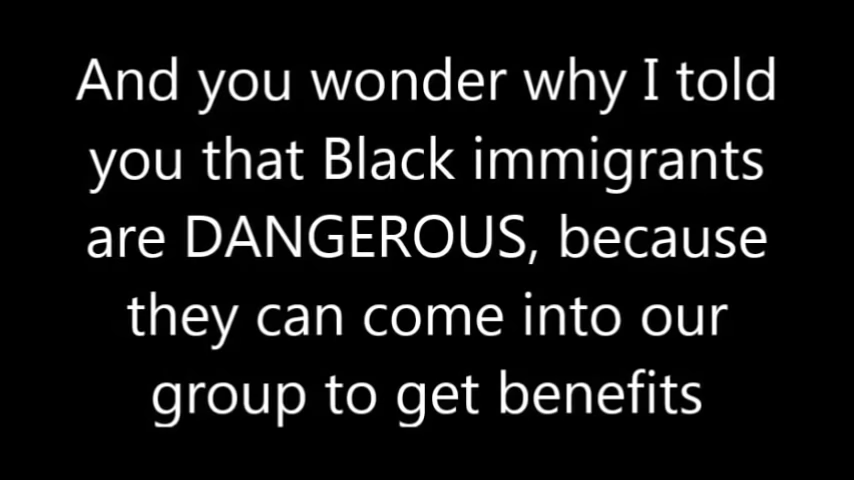 And you wonder why I told
you that Black immigrants
are DANGEROUS, because
they can come into our
group to get benefits